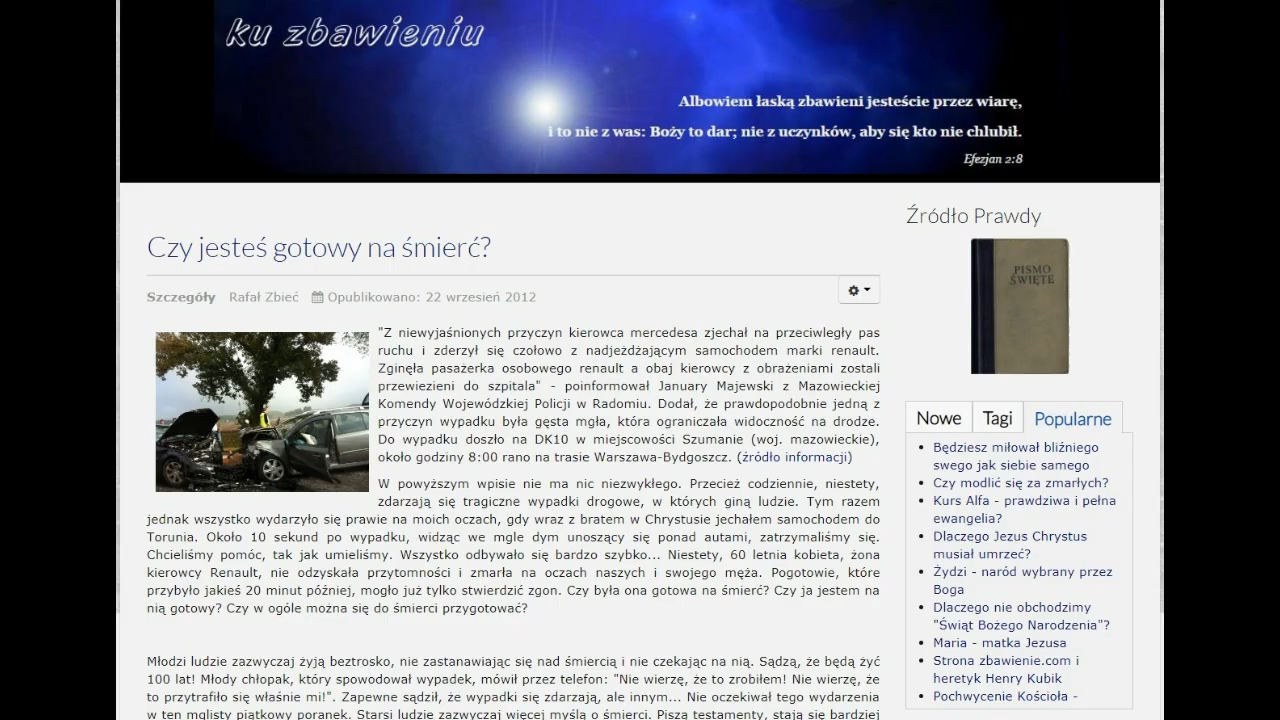 ku zbawieniu
Albowiem łaską zbawieni jesteście przez wiarę,
i to nie z was: Boży to dar; nie z uczynków, aby się kto nie chlubił.
Efezjan 2:8
Czy jesteś gotowy na śmierć?
Szczegóły Rafał Zbieć Opublikowano: 22 wrzesień 2012
"Z niewyjaśnionych przyczyn kierowca mercedesa zjechał na przeciwległy pas
ruchu i zderzył się czołowo z nadjeżdżającym samochodem marki renault.
Zginęła pasażerka osobowego renault a obaj kierowcy z obrażeniami zostali
przewiezieni do szpitala" - poinformował January Majewski z Mazowieckiej
Komendy Wojewódzkiej Policji w Radomiu. Dodał, że prawdopodobnie jedną z
przyczyn wypadku była gęsta mgła, która ograniczała widoczność na drodze.
Do wypadku doszło na DK10 w miejscowości Szumanie (woj. mazowieckie),
około godziny 8:00 rano na trasie Warszawa-Bydgoszcz. (źródło informacji)
W powyższym wpisie nie ma nic niezwykłego. Przecież codziennie, niestety,
zdarzają się tragiczne wypadki drogowe, w których giną ludzie. Tym razem
jednak wszystko wydarzyło się prawie na moich oczach, gdy wraz z bratem w Chrystusie jechałem samochodem do
Torunia. Około 10 sekund po wypadku, widząc we mgle dym unoszący się ponad autami, zatrzymaliśmy się.
Chcieliśmy pomóc, tak jak umieliśmy. Wszystko odbywało się bardzo szybko... Niestety, 60 letnia kobieta, żona
kierowcy Renault, nie odzyskała przytomności i zmarła na oczach naszych i swojego męża. Pogotowie, które
przybyło jakieś 20 minut później, mogło już tylko stwierdzić zgon. Czy była ona gotowa na śmierć? Czy ja jestem na
nią gotowy? Czy w ogóle można się do śmierci przygotować?
Młodzi ludzie zazwyczaj żyją beztrosko, nie zastanawiając się nad śmiercią i nie czekając na nią. Sądzą, że będą żyć
100 lat! Młody chłopak, który spowodował wypadek, mówił przez telefon: "Nie wierzę, że to zrobiłem! Nie wierzę, że
to przytrafiło się właśnie mi!". Zapewne sądził, że wypadki się zdarzają, ale innym... Nie oczekiwał tego wydarzenia
w ten mglisty piątkowy poranek. Starsi ludzie zazwyczaj więcej myślą o śmierci. Piszą testamenty, stają się bardziej
Źródło Prawdy
PISMO
ŚWIĘTE
Nowe Tagi Popularne
Będziesz miłował bliźniego
swego jak siebie samego
Czy modlić się za zmarłych?
Kurs Alfa - prawdziwa i pełna
ewangelia?
Dlaczego Jezus Chrystus
musiał umrzeć?
Żydzi - naród wybrany przez
Boga
Dlaczego nie obchodzimy
"Świąt Bożego Narodzenia"?
Maria - matka Jezusa
Strona zbawienie.com i
heretyk Henry Kubik
Pochwycenie Kościoła -